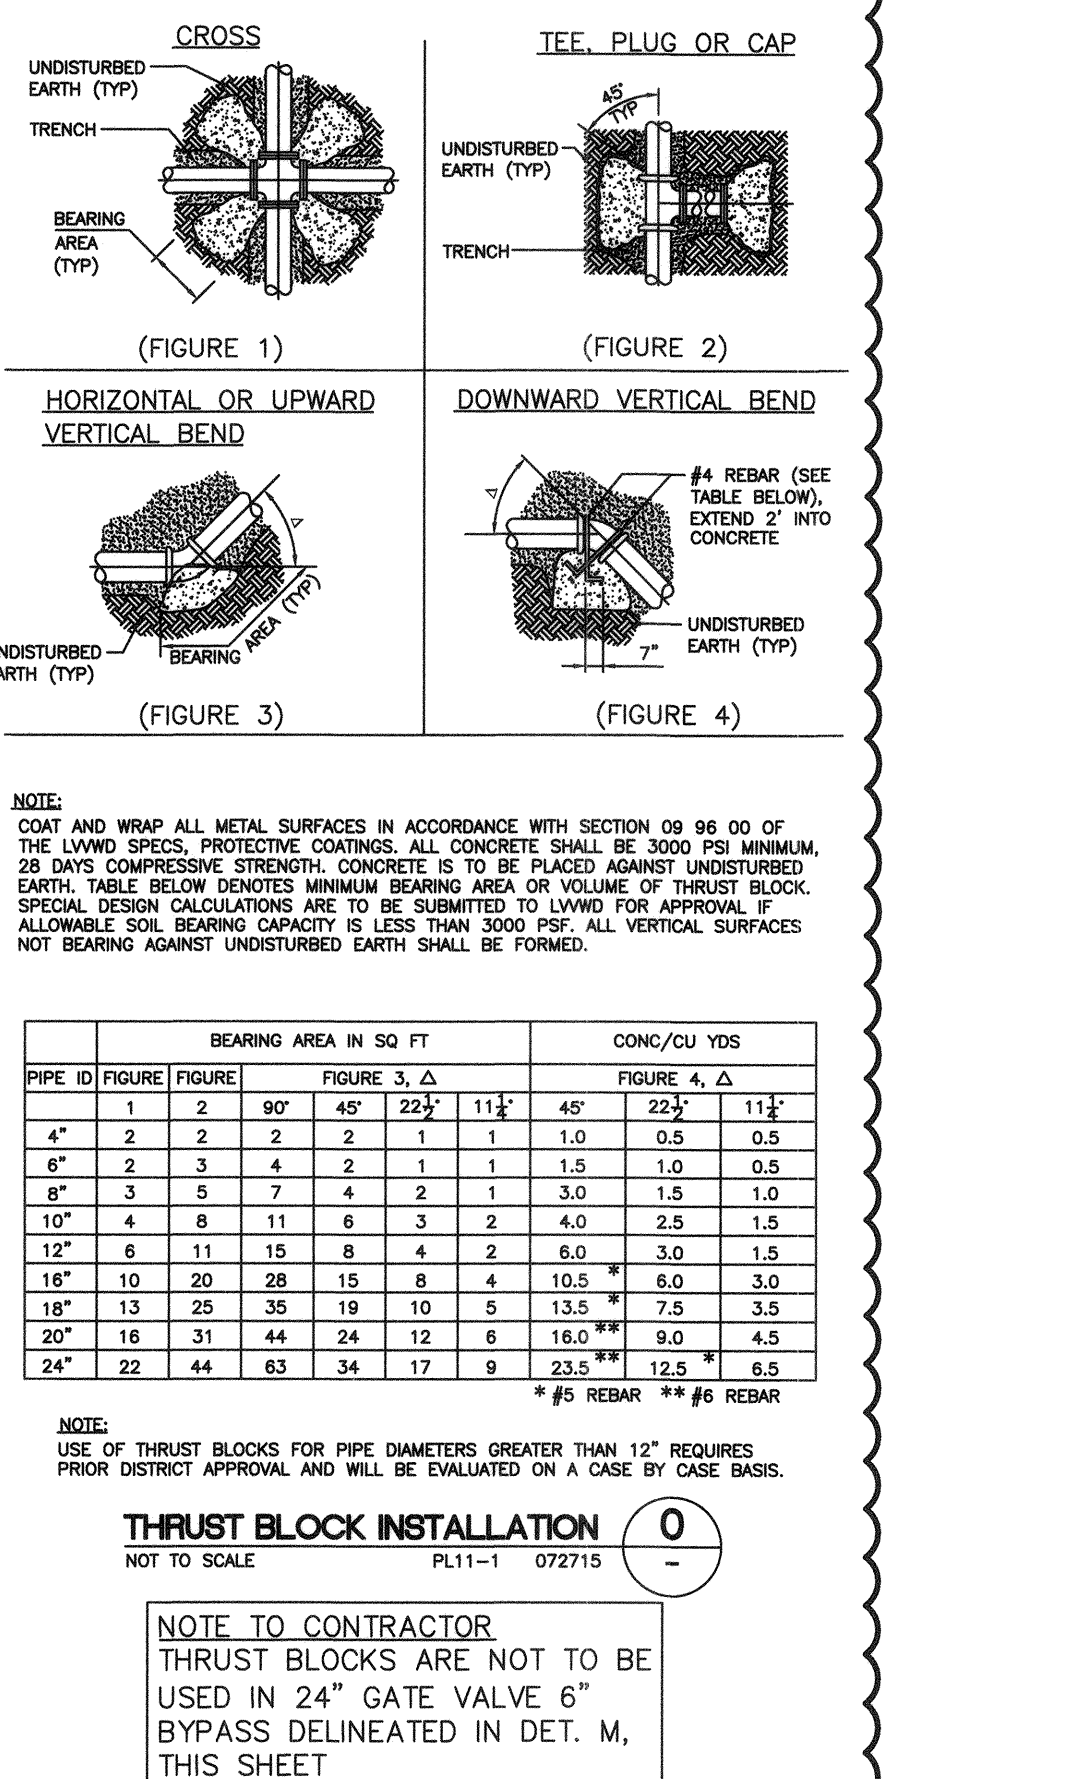 CROSS
UNDISTURBED
EARTH (TYP)
TRENCH
BEARING
AREA
(TYP)
(FIGURE 1)
TEE, PLUG OR CAP
45°
TYP
UNDISTURBED
EARTH (TYP)
TRENCH
(FIGURE 2)
HORIZONTAL OR UPWARD
VERTICAL BEND
Δ
NDISTURBED
ARTH (TYP)
BEARING AREA (TYP)
(FIGURE 3)
DOWNWARD VERTICAL BEND
Δ
#4 REBAR (SEE
TABLE BELOW),
EXTEND 2' INTO
CONCRETE
UNDISTURBED
EARTH (TYP)
7"
(FIGURE 4)
NOTE:
COAT AND WRAP ALL METAL SURFACES IN ACCORDANCE WITH SECTION 09 96 00 OF
THE LVVWD SPECS, PROTECTIVE COATINGS. ALL CONCRETE SHALL BE 3000 PSI MINIMUM,
28 DAYS COMPRESSIVE STRENGTH. CONCRETE IS TO BE PLACED AGAINST UNDISTURBED
EARTH. TABLE BELOW DENOTES MINIMUM BEARING AREA OR VOLUME OF THRUST BLOCK.
SPECIAL DESIGN CALCULATIONS ARE TO BE SUBMITTED TO LVVWD FOR APPROVAL IF
ALLOWABLE SOIL BEARING CAPACITY IS LESS THAN 3000 PSF. ALL VERTICAL SURFACES
NOT BEARING AGAINST UNDISTURBED EARTH SHALL BE FORMED.
BEARING AREA IN SQ FT CONC/CU YDS
PIPE ID FIGURE FIGURE FIGURE 3, Δ FIGURE 4, Δ
1 2 90° 45° 22½° 11¼° 45° 22½° 11¼°
4" 2 2 2 2 1 1 1.0 0.5 0.5
6" 2 3 4 2 1 1 1.5 1.0 0.5
8" 3 5 7 4 2 1 3.0 1.5 1.0
10" 4 8 11 6 3 2 4.0 2.5 1.5
12" 6 11 15 8 4 2 6.0 3.0 1.5
16" 10 20 28 15 8 4 10.5 * 6.0 3.0
18" 13 25 35 19 10 5 13.5 * 7.5 3.5
20" 16 31 44 24 12 6 16.0 ** 9.0 4.5
24" 22 44 63 34 17 9 23.5 ** 12.5 * 6.5
* #5 REBAR ** #6 REBAR
NOTE:
USE OF THRUST BLOCKS FOR PIPE DIAMETERS GREATER THAN 12" REQUIRES
PRIOR DISTRICT APPROVAL AND WILL BE EVALUATED ON A CASE BY CASE BASIS.
THRUST BLOCK INSTALLATION 0
NOT TO SCALE PL11-1 072715 -
NOTE TO CONTRACTOR
THRUST BLOCKS ARE NOT TO BE
USED IN 24" GATE VALVE 6"
BYPASS DELINEATED IN DET. M,
THIS SHEET